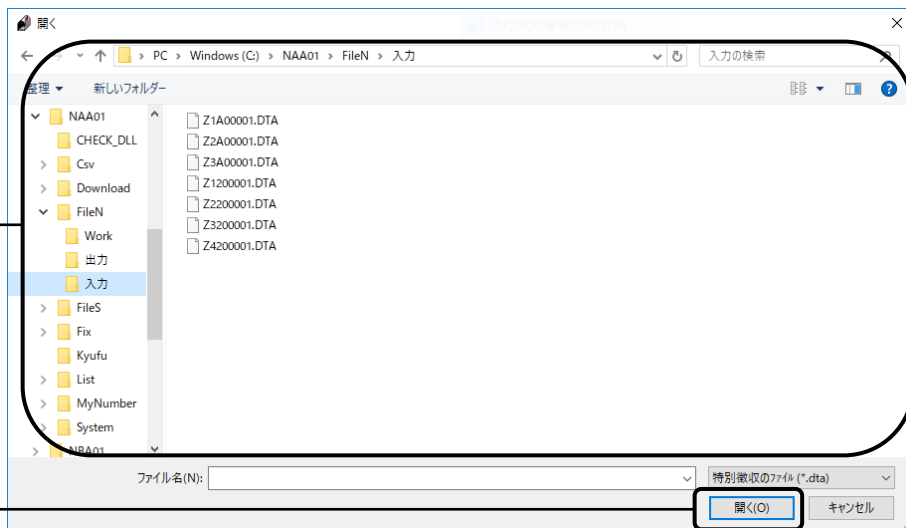 開く
PC > Windows (C:) > NAA01 > FileN > 入力
入力の検索
整理
新しいフォルダー
NAA01
CHECK_DLL
Csv
Download
FileN
Work
出力
入力
FileS
Fix
Kyufu
List
MyNumber
System
NBA01
Z1A00001.DTA
Z2A00001.DTA
Z3A00001.DTA
Z1200001.DTA
Z2200001.DTA
Z3200001.DTA
Z4200001.DTA
ファイル名(N):
特別徴収のファイル (*.dta)
開く(O)
キャンセル